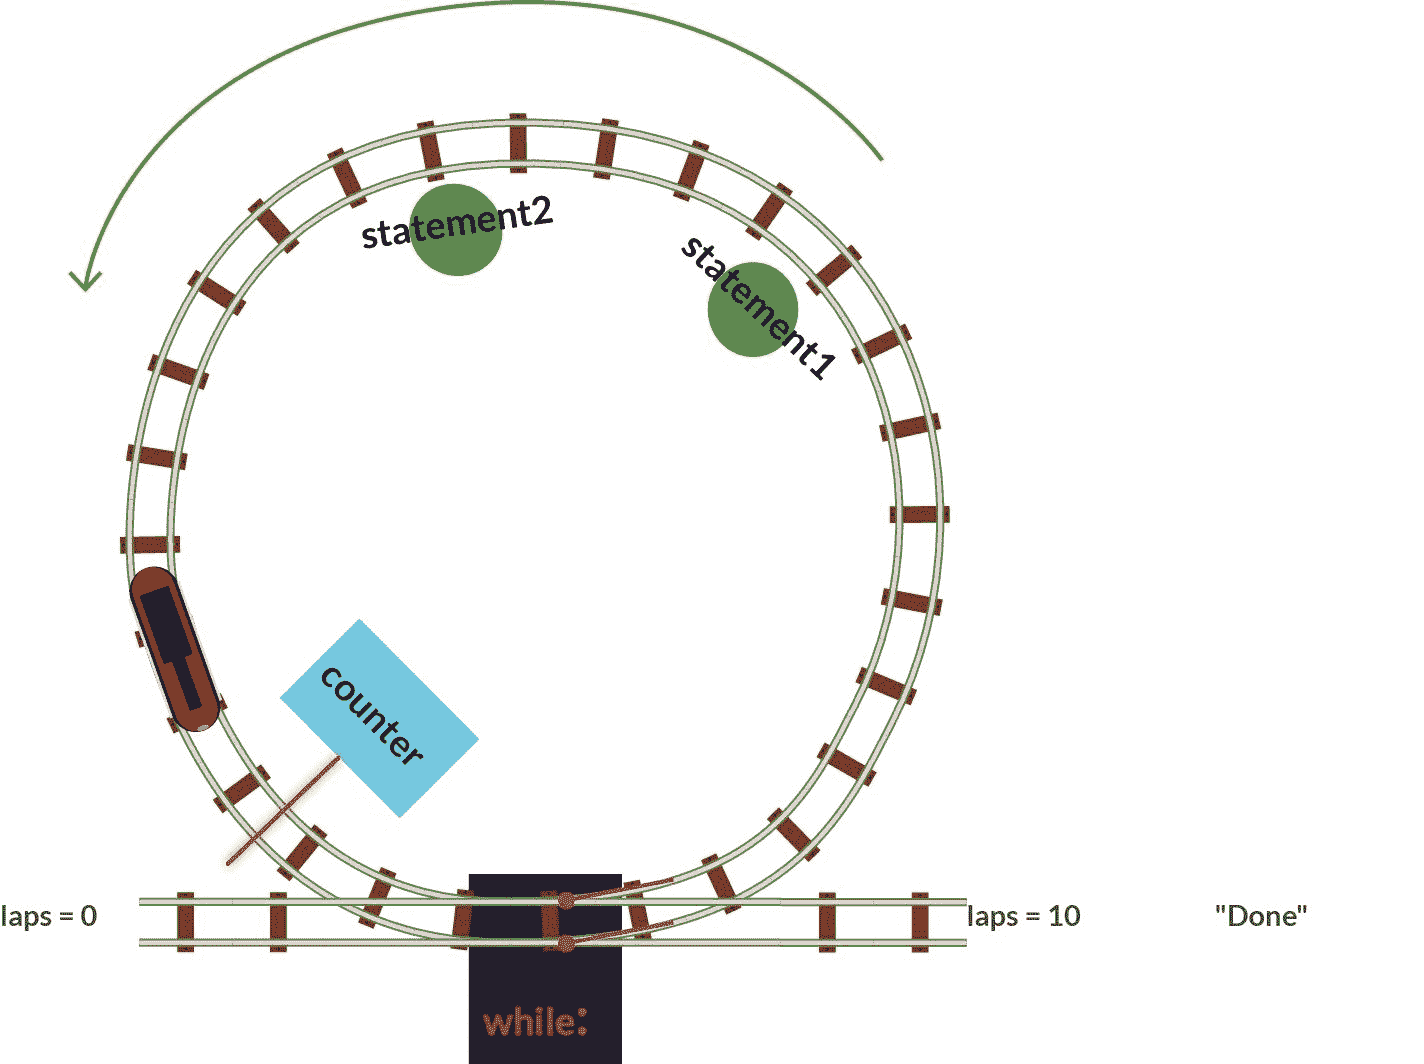 statement2
statement1
counter
laps = 0
laps = 10
"Done"
while: